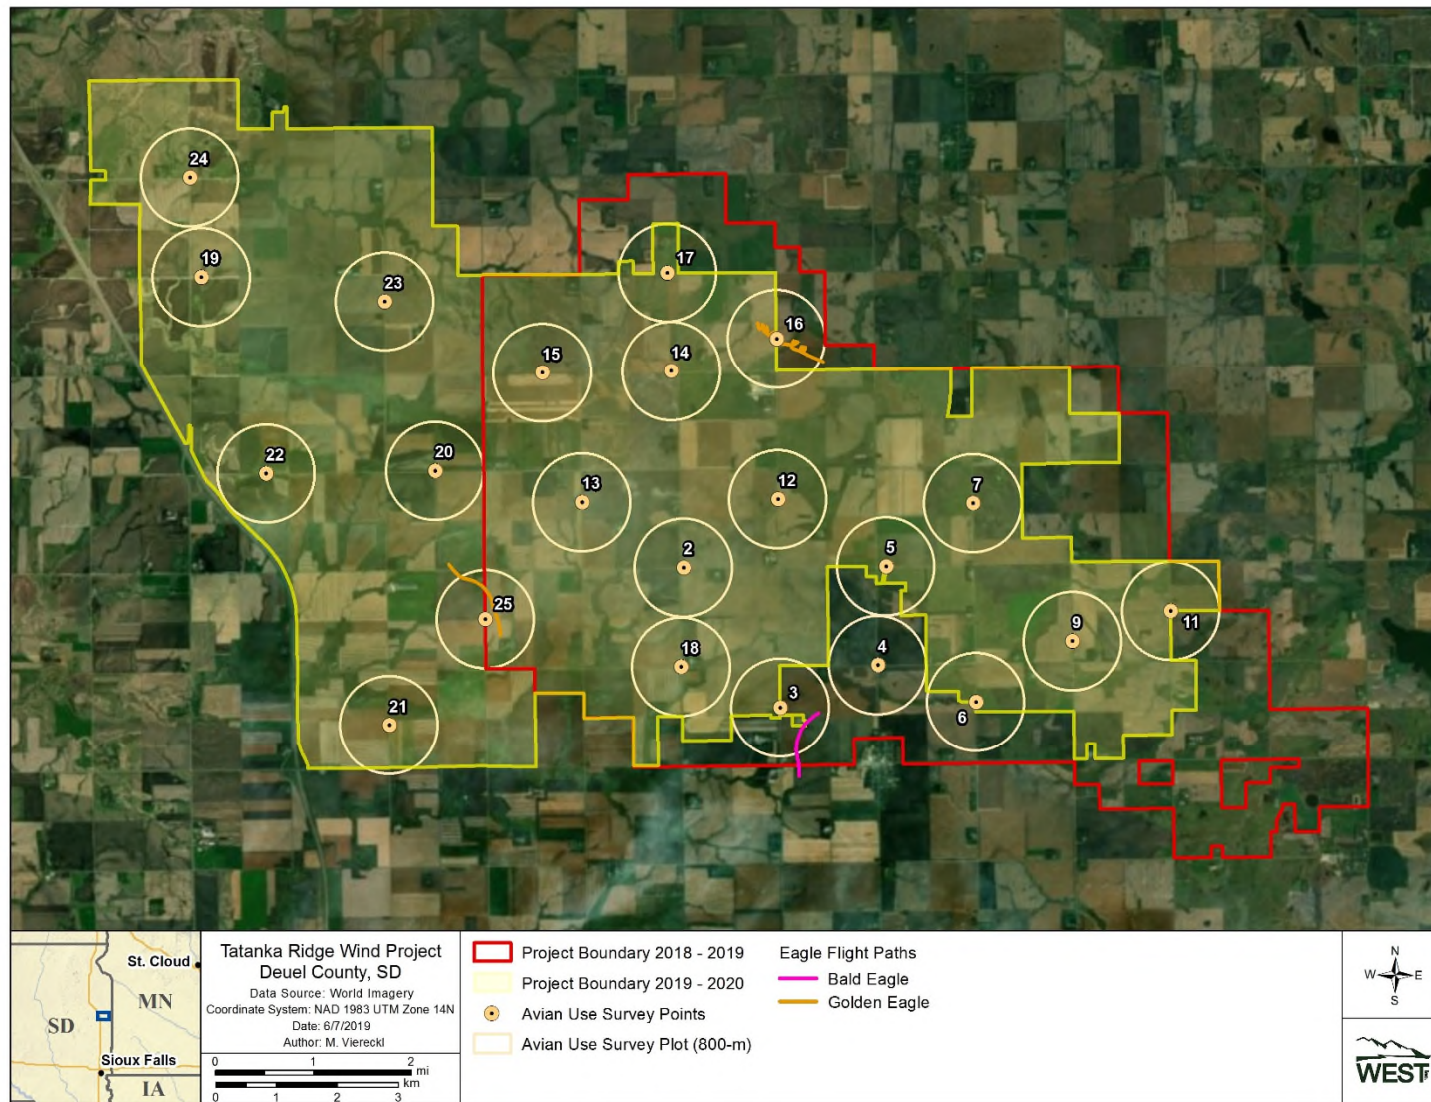 24
19
23
17
16
15
14
22
20
13
12
7
2
5
25
11
9
18
4
3
6
21
St. Cloud
MN
SD
Sioux Falls
IA
Tatanka Ridge Wind Project
Deuel County, SD
Data Source: World Imagery
Coordinate System: NAD 1983 UTM Zone 14N
Date: 6/7/2019
Author: M. Viereckl
0 1 2
mi
km
0 1 2 3
Project Boundary 2018 - 2019
Project Boundary 2019 - 2020
Avian Use Survey Points
Avian Use Survey Plot (800-m)
Eagle Flight Paths
Bald Eagle
Golden Eagle
N
W E
S
WEST